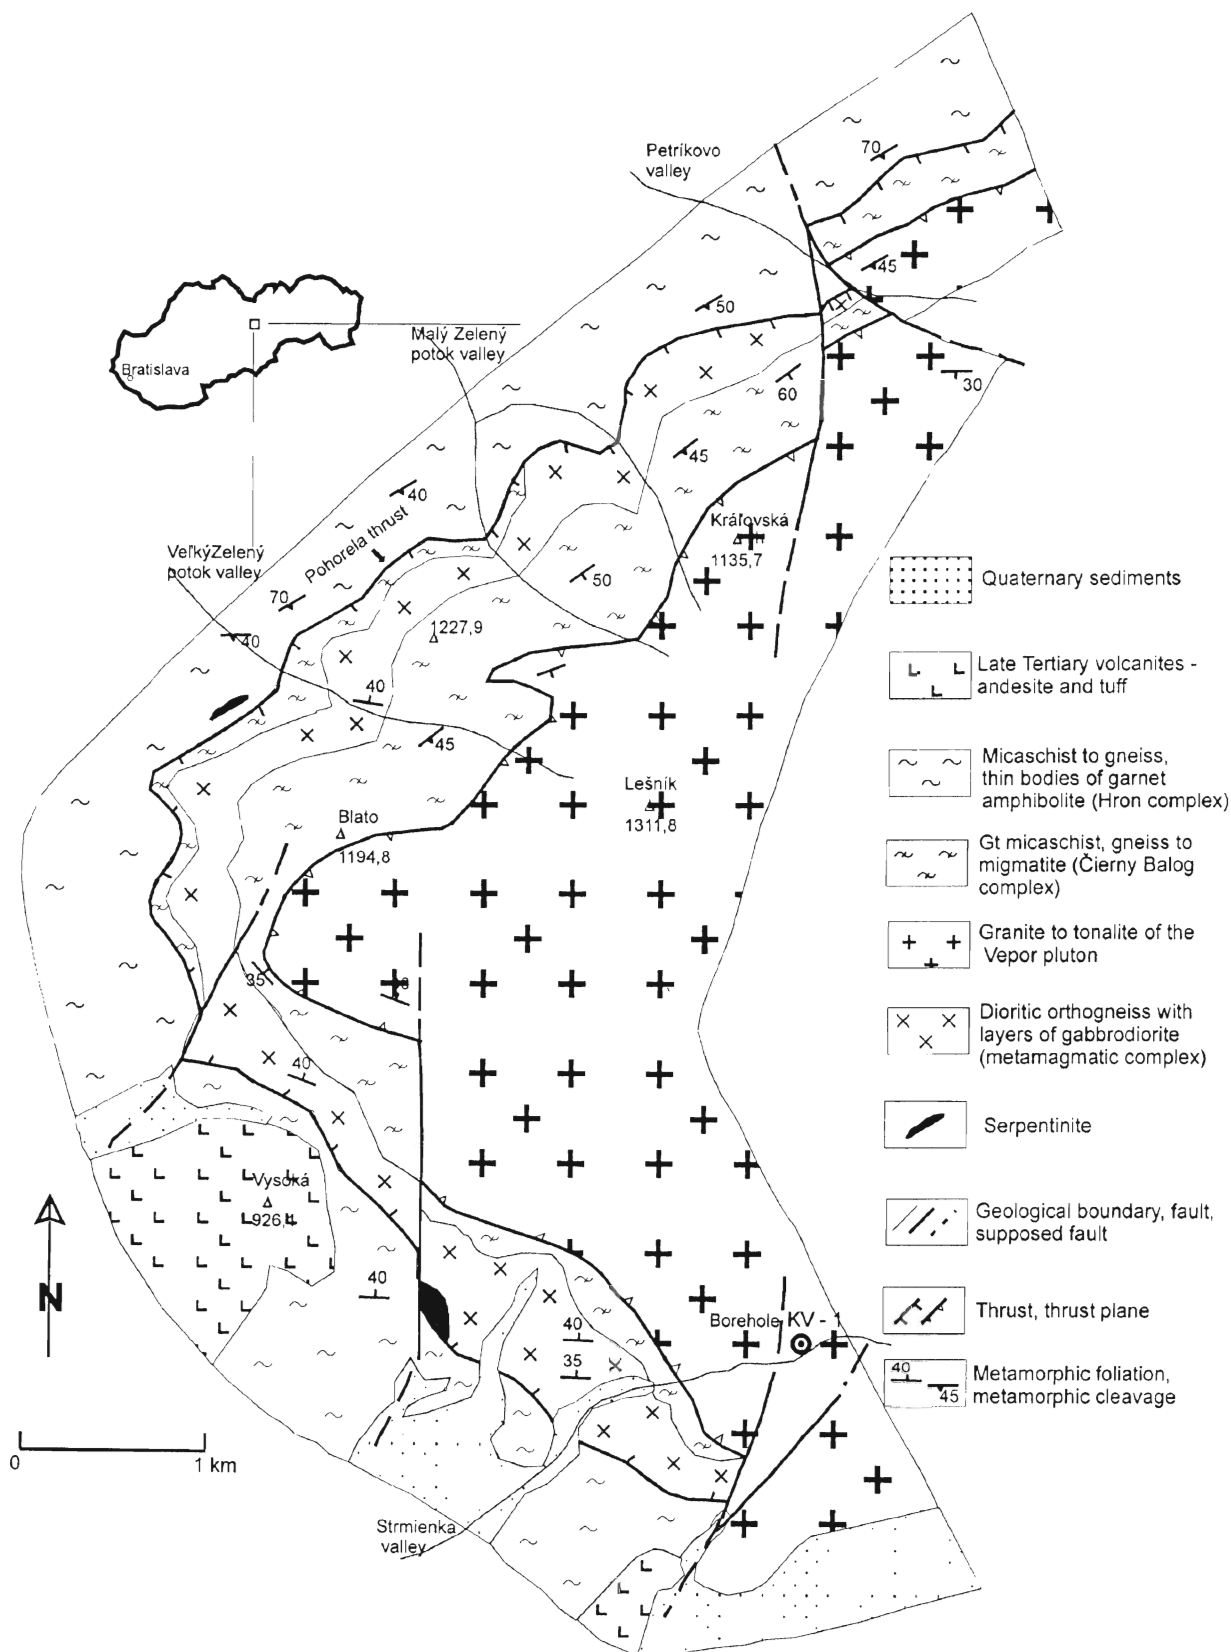 Petríkovo
valley
70
45
50
Malý Zelený
potok valley
Bratislava
30
60
45
40
Pohorela thrust
Kráľovská
1135,7
VeľkýZelený
potok valley
70
50
40
1227,9
40
45
Lešník
1311,8
Blato
1194,8
35
40
Vysoká
926,4
40
40
35
Borehole KV - 1
N
0
1 km
Strmienka
valley
Quaternary sediments
Late Tertiary volcanites -
andesite and tuff
Micaschist to gneiss,
thin bodies of garnet
amphibolite (Hron complex)
Gt micaschist, gneiss to
migmatite (Čierny Balog
complex)
Granite to tonalite of the
Vepor pluton
Dioritic orthogneiss with
layers of gabbrodiorite
(metamagmatic complex)
Serpentinite
Geological boundary, fault,
supposed fault
Thrust, thrust plane
40
45
Metamorphic foliation,
metamorphic cleavage